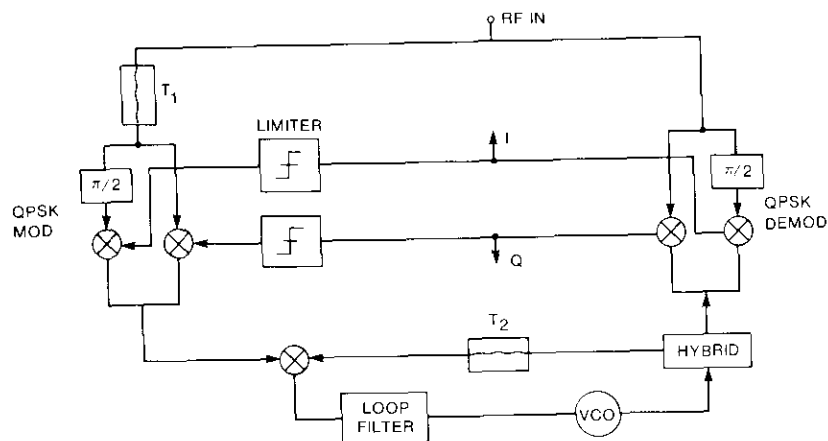 RF IN
T1
LIMITER
I
π/2
π/2
QPSK
MOD
QPSK
DEMOD
Q
T2
HYBRID
LOOP
FILTER
VCO